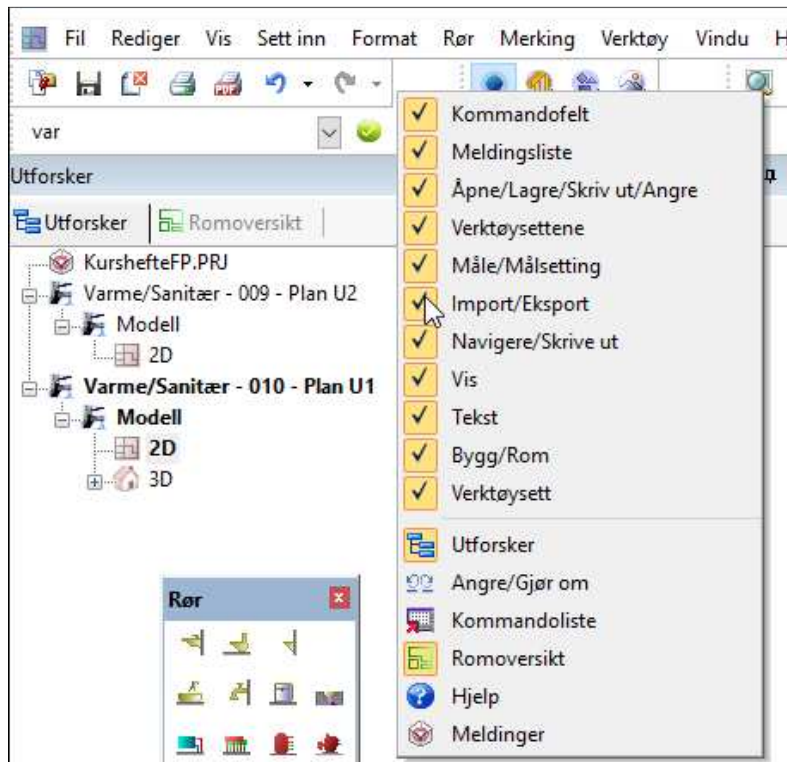 Fil Rediger Vis Sett inn Format Rør Merking Verktøy Vindu H
PDF
var
Utforsker
Utforsker Romoversikt
KurshefteFP.PRJ
Varme/Sanitær - 009 - Plan U2
Modell
2D
Varme/Sanitær - 010 - Plan U1
Modell
2D
3D
Rør
Kommandofelt
Meldingsliste
Åpne/Lagre/Skriv ut/Angre
Verktøysettene
Måle/Målsetting
Import/Eksport
Navigere/Skrive ut
Vis
Tekst
Bygg/Rom
Verktøysett
Utforsker
Angre/Gjør om
Kommandoliste
Romoversikt
Hjelp
Meldinger